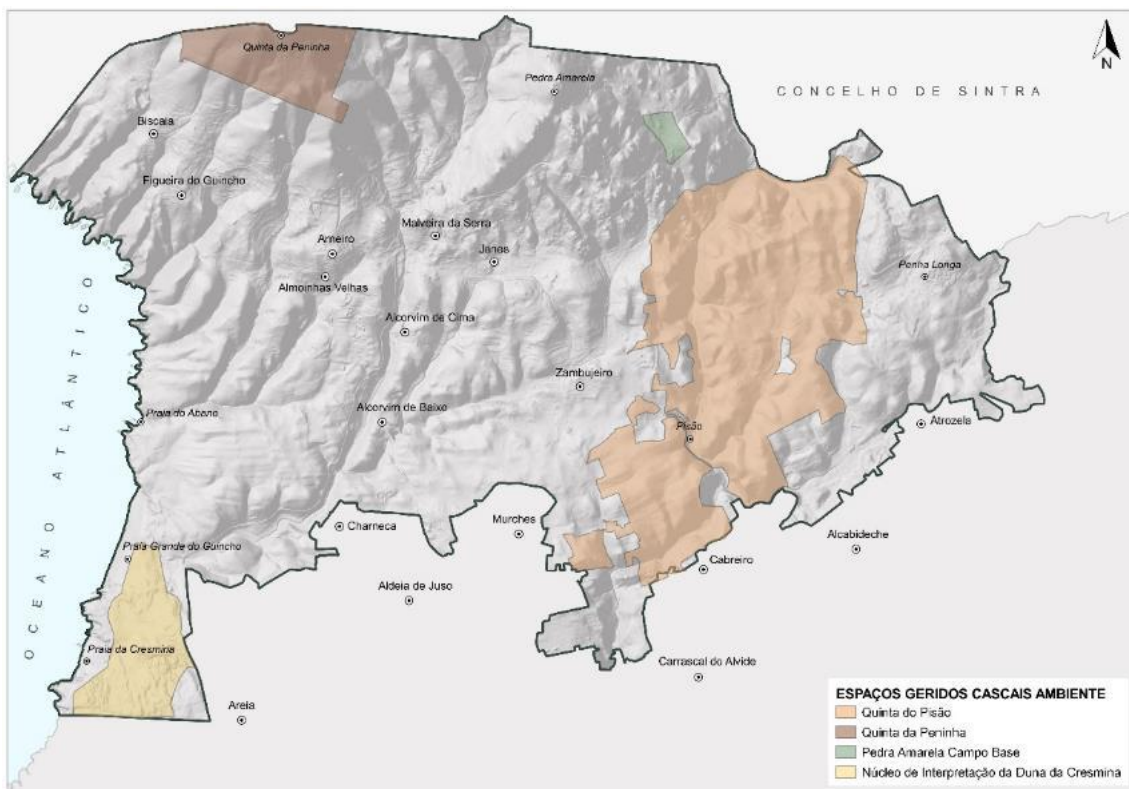 Quinta da Peninha
N
Pedra Amarela
CONCELHO DE SINTRA
Biscaia
Figueira do Guincho
Malveira da Serra
Arneiro
Janes
Penha Longa
Almoinhas Velhas
OCEANO ATLÂNTICO
Alcorvim de Cima
Zambujeiro
Praia do Abano
Alcorvim de Baixo
Atrozela
Pisão
Charneca
Murches
Alcabideche
Praia Grande do Guincho
Cabreiro
Aldeia de Juso
Praia da Cresmina
Carrascal do Alvide
Areia
ESPAÇOS GERIDOS CASCAIS AMBIENTE
Quinta do Pisão
Quinta da Peninha
Pedra Amarela Campo Base
Núcleo de Interpretação da Duna da Cresmina